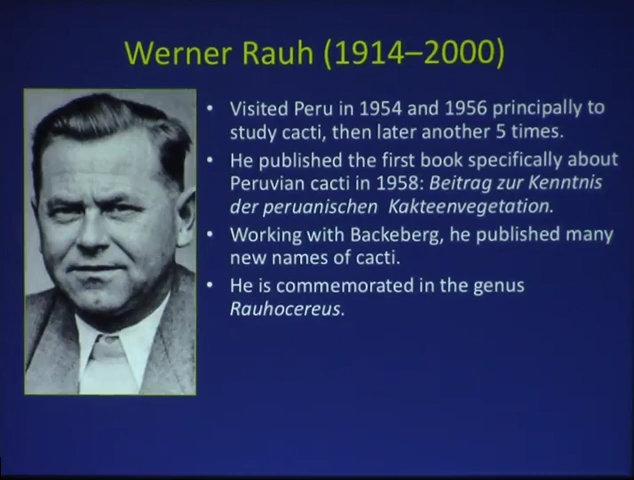 Werner Rauh (1914–2000)
• Visited Peru in 1954 and 1956 principally to
study cacti, then later another 5 times.
• He published the first book specifically about
Peruvian cacti in 1958: Beitrag zur Kenntnis
der peruanischen Kakteenvegetation.
• Working with Backeberg, he published many
new names of cacti.
• He is commemorated in the genus
Rauhocereus.